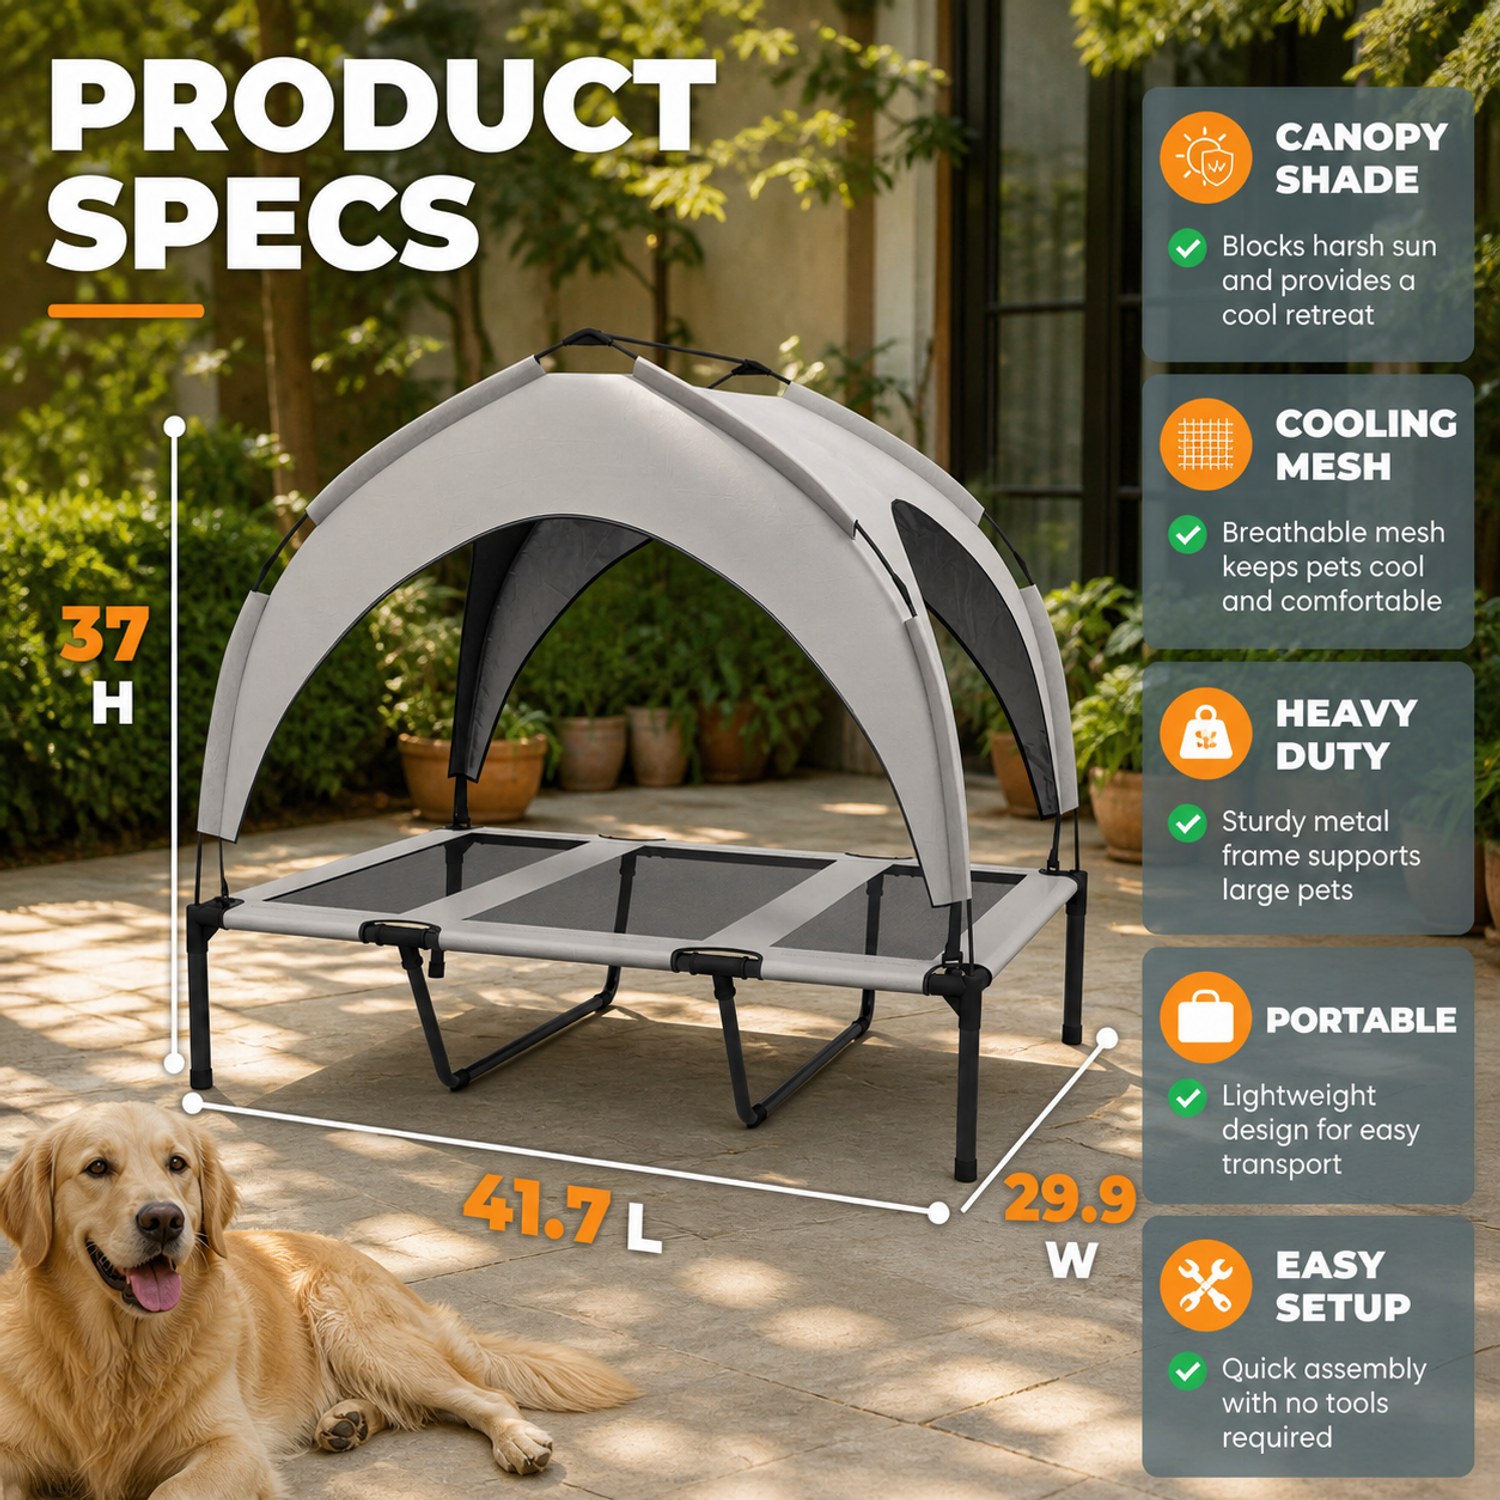 PRODUCT
SPECS
37
H
41.7 L
29.9
W
CANOPY
SHADE
Blocks harsh sun
and provides a
cool retreat
COOLING
MESH
Breathable mesh
keeps pets cool
and comfortable
HEAVY
DUTY
Sturdy metal
frame supports
large pets
PORTABLE
Lightweight
design for easy
transport
EASY
SETUP
Quick assembly
with no tools
required